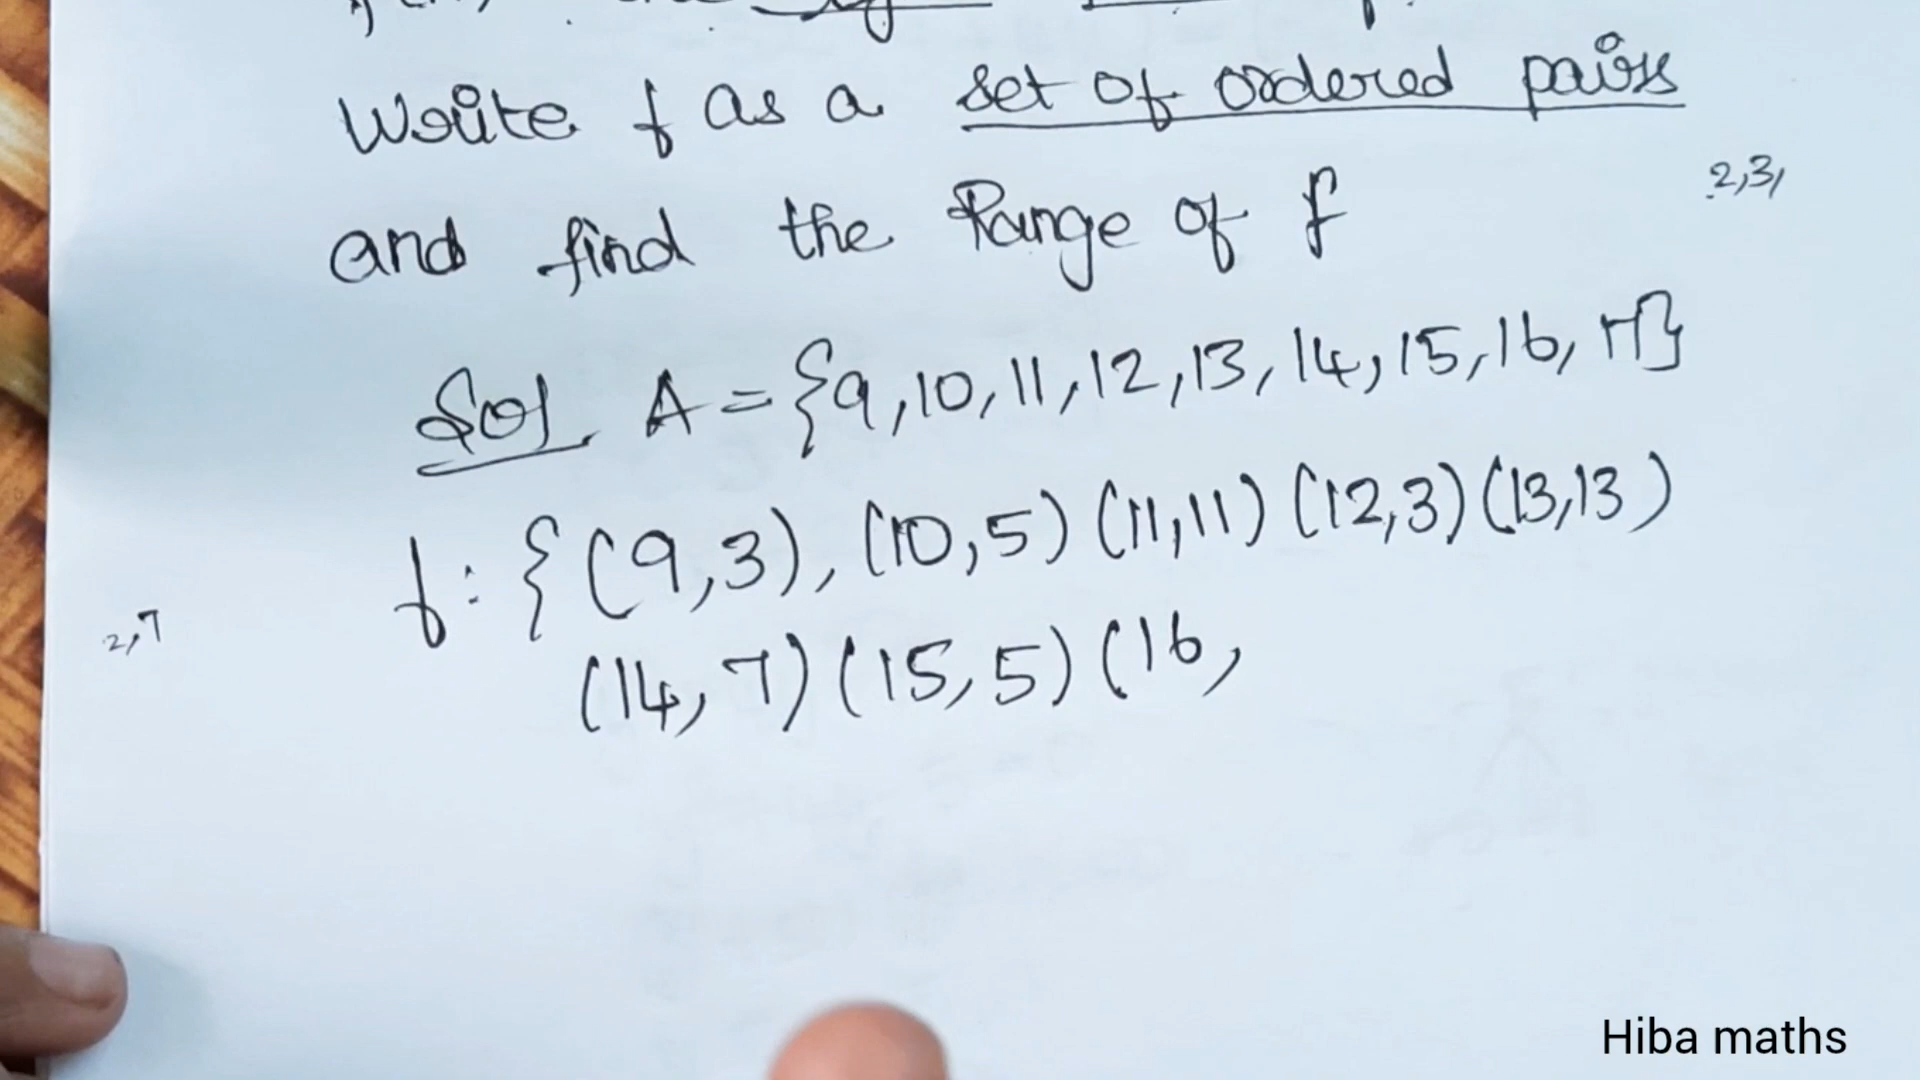 Write f as a set of ordered pairs
and find the Range of f
2,3,
Sol A = {9,10,11,12,13,14,15,16,17}
f: {(9,3), (10,5) (11,11) (12,3) (13,13)
2,7
(14,7) (15,5) (16,
Hiba maths